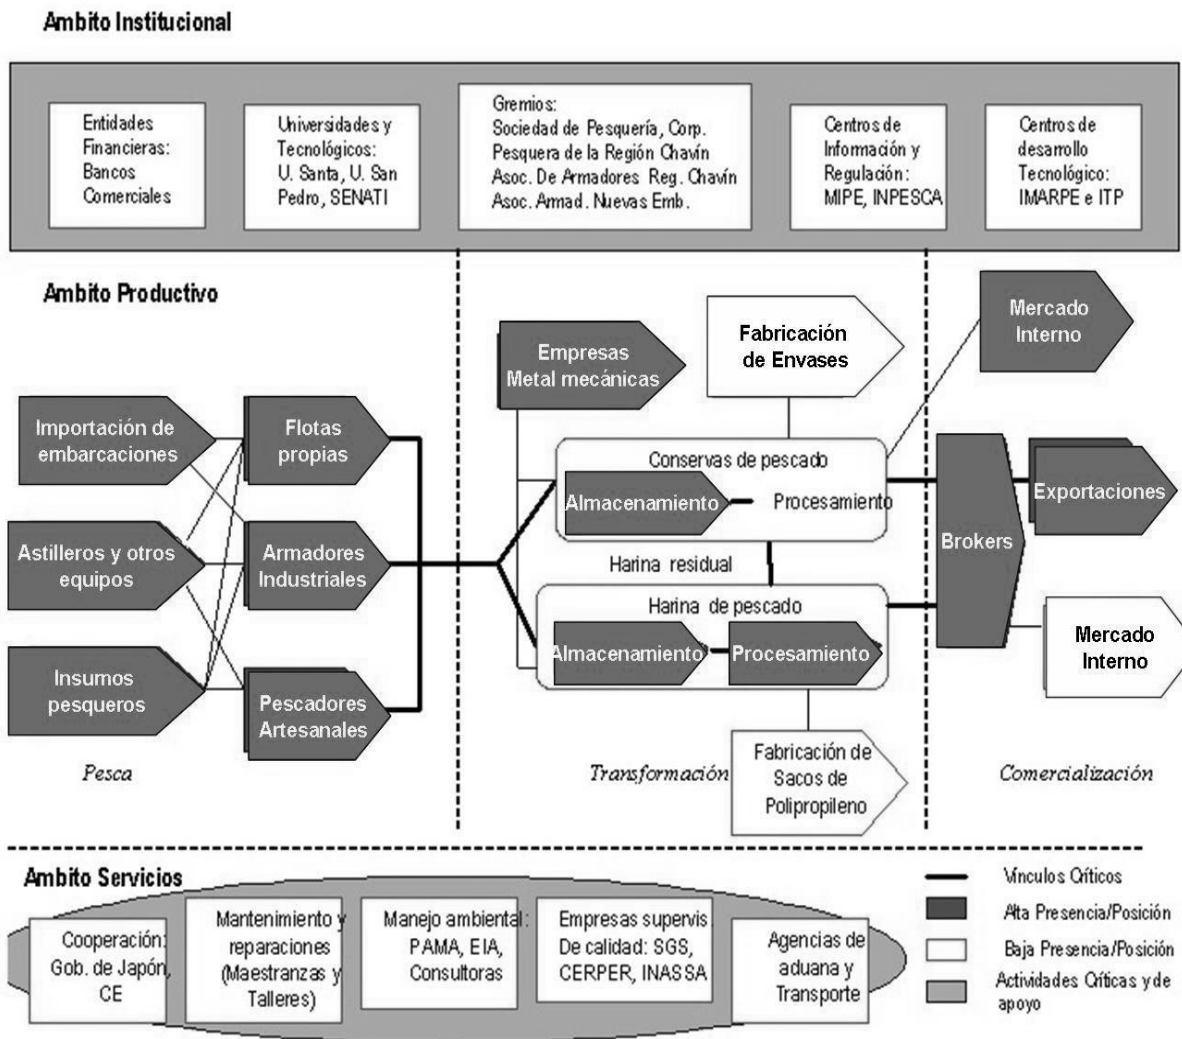 Ambito Institucional
Entidades
Financieras:
Bancos
Comerciales
Universidades y
Tecnológicos:
U. Santa, U. San
Pedro, SENATI
Gremios:
Sociedad de Pesquería, Corp.
Pesquera de la Región Chavín
Asoc. De Armadores Reg. Chavín
Asoc. Armad. Nuevas Emb.
Centros de
Información y
Regulación:
MIPE, INPESCA
Centros de
desarrollo
Tecnológico:
IMARPE e ITP
Ambito Productivo
Importación de
embarcaciones
Astilleros y otros
equipos
Insumos
pesqueros
Flotas
propias
Armadores
Industriales
Pescadores
Artesanales
Pesca
Empresas
Metal mecánicas
Fabricación
de Envases
Conservas de pescado
Almacenamiento
Procesamiento
Harina residual
Harina de pescado
Almacenamiento
Procesamiento
Fabricación de
Sacos de
Polipropileno
Transformación
Mercado
Interno
Brokers
Exportaciones
Mercado
Interno
Comercialización
Ambito Servicios
Cooperación:
Gob. de Japón,
CE
Mantenimiento y
reparaciones
(Maestranzas y
Talleres)
Manejo ambiental:
PAMA, EIA,
Consultoras
Empresas supervis.
De calidad: SGS,
CERPER, INASSA
Agencias de
aduana y
Transporte
Vínculos Críticos
Alta Presencia/Posición
Baja Presencia/Posición
Actividades Críticas y de
apoyo